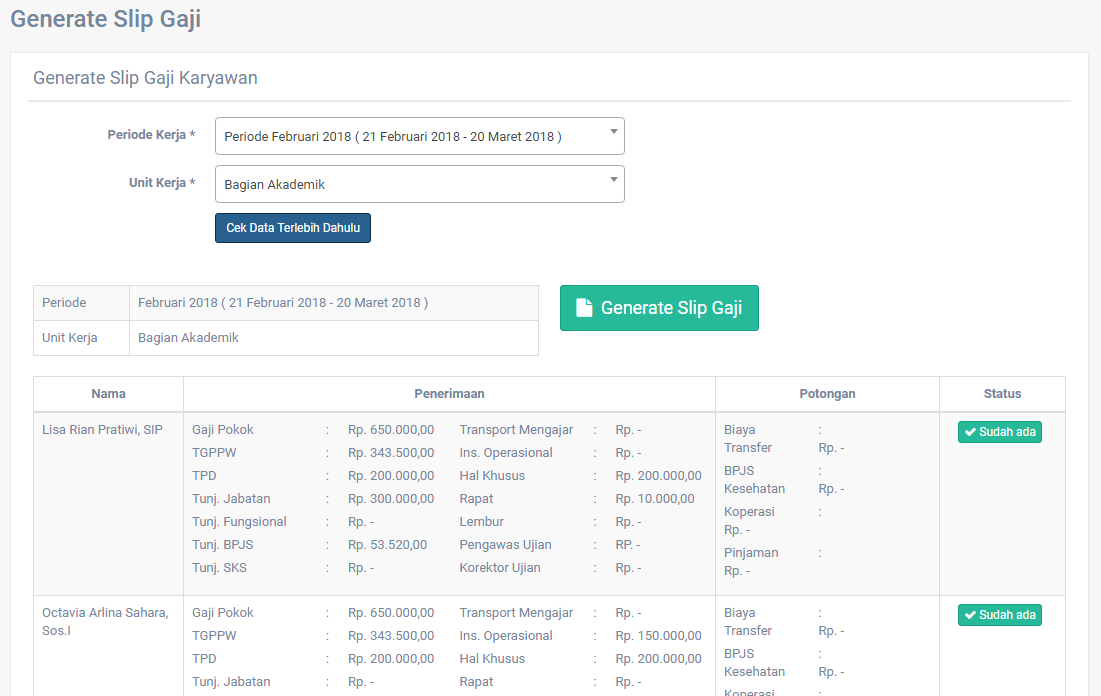 Generate Slip Gaji
Generate Slip Gaji Karyawan
Periode Kerja *
Periode Februari 2018 ( 21 Februari 2018 - 20 Maret 2018 )
Unit Kerja *
Bagian Akademik
Cek Data Terlebih Dahulu
Periode Februari 2018 ( 21 Februari 2018 - 20 Maret 2018 )
Unit Kerja Bagian Akademik
Generate Slip Gaji
Nama Penerimaan Potongan Status
Lisa Rian Pratiwi, SIP
Gaji Pokok : Rp. 650.000,00 Transport Mengajar : Rp. -
TGPPW : Rp. 343.500,00 Ins. Operasional : Rp. -
TPD : Rp. 200.000,00 Hal Khusus : Rp. 200.000,00
Tunj. Jabatan : Rp. 300.000,00 Rapat : Rp. 10.000,00
Tunj. Fungsional : Rp. - Lembur : Rp. -
Tunj. BPJS : Rp. 53.520,00 Pengawas Ujian : RP. -
Tunj. SKS : Rp. - Korektor Ujian : Rp. -
Biaya :
Transfer Rp. -
BPJS :
Kesehatan Rp. -
Koperasi :
Rp. -
Pinjaman :
Rp. -
Sudah ada
Octavia Arlina Sahara,
Sos.I
Gaji Pokok : Rp. 650.000,00 Transport Mengajar : Rp. -
TGPPW : Rp. 343.500,00 Ins. Operasional : Rp. 150.000,00
TPD : Rp. 200.000,00 Hal Khusus : Rp. 200.000,00
Tunj. Jabatan : Rp. - Rapat : Rp. -
Biaya :
Transfer Rp. -
BPJS :
Kesehatan Rp. -
Koperasi :
Sudah ada